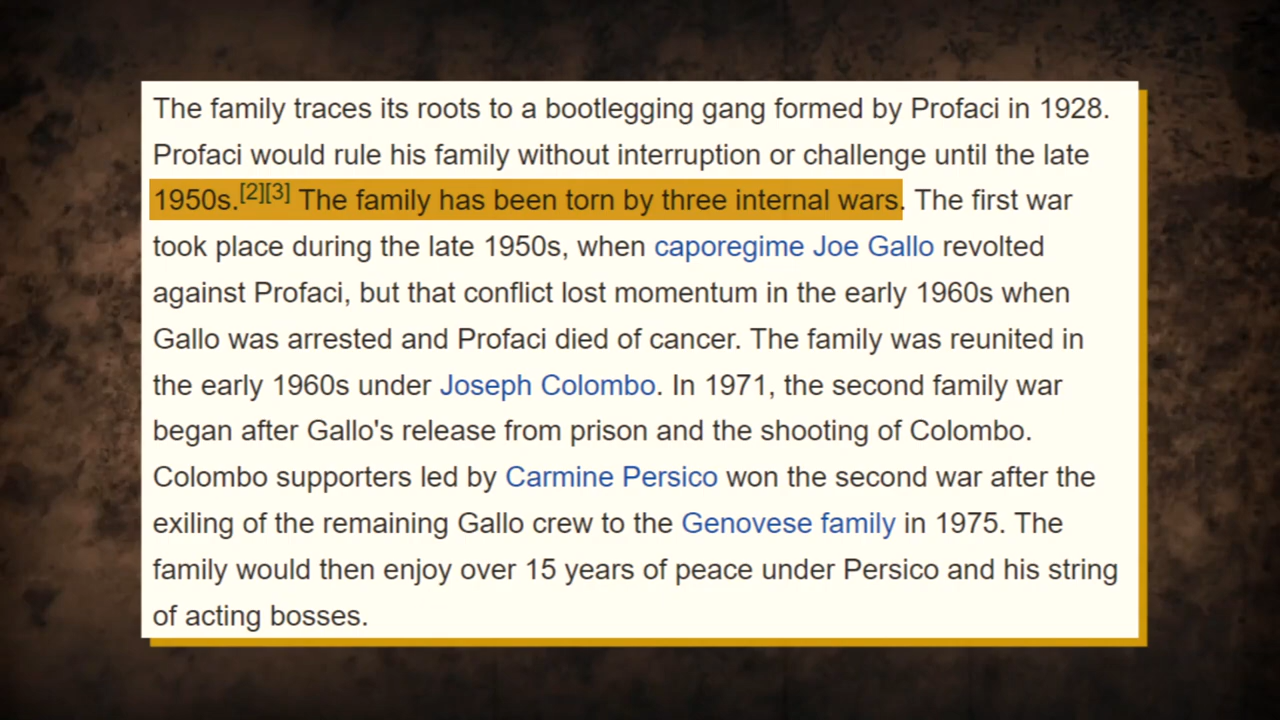 The family traces its roots to a bootlegging gang formed by Profaci in 1928.
Profaci would rule his family without interruption or challenge until the late
1950s.[2][3] The family has been torn by three internal wars. The first war
took place during the late 1950s, when caporegime Joe Gallo revolted
against Profaci, but that conflict lost momentum in the early 1960s when
Gallo was arrested and Profaci died of cancer. The family was reunited in
the early 1960s under Joseph Colombo. In 1971, the second family war
began after Gallo's release from prison and the shooting of Colombo.
Colombo supporters led by Carmine Persico won the second war after the
exiling of the remaining Gallo crew to the Genovese family in 1975. The
family would then enjoy over 15 years of peace under Persico and his string
of acting bosses.